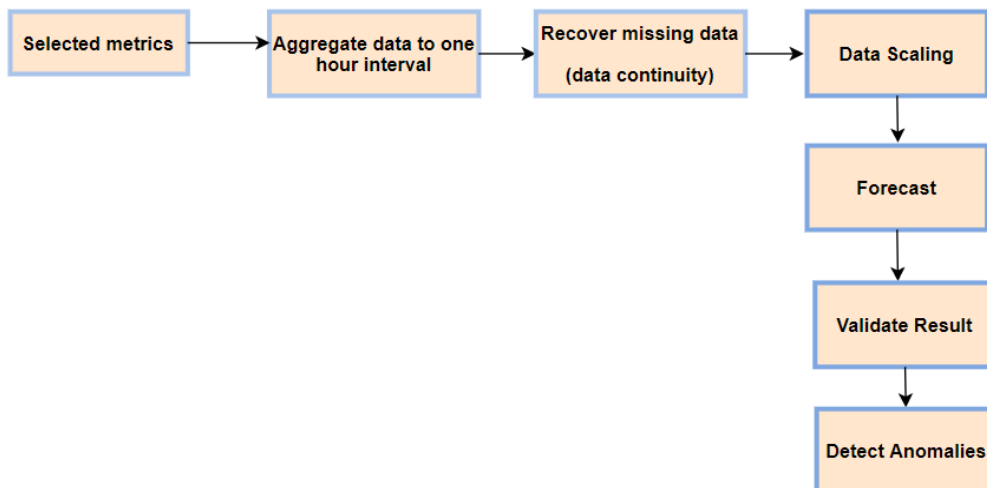 Selected metrics
Aggregate data to one
hour interval
Recover missing data
(data continuity)
Data Scaling
Forecast
Validate Result
Detect Anomalies